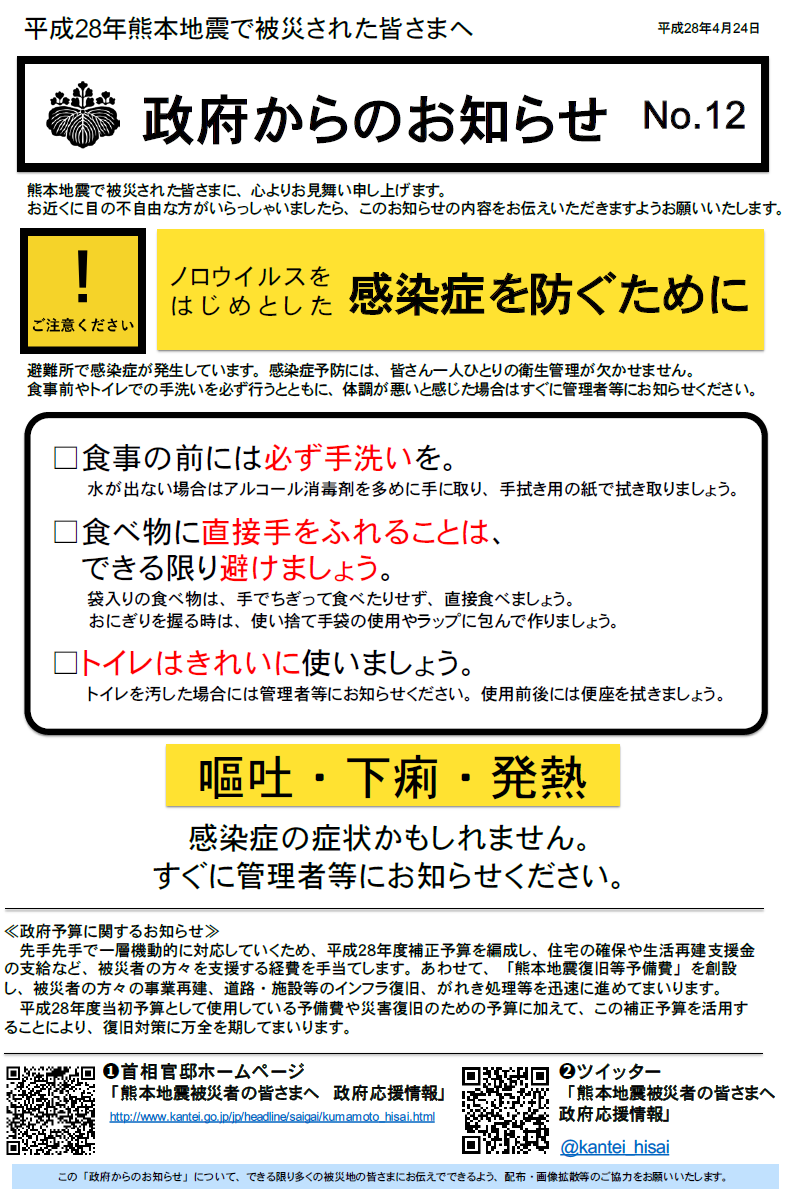 平成28年熊本地震で被災された皆さまへ
平成28年4月24日
政府からのお知らせ No.12
熊本地震で被災された皆さまに、心よりお見舞い申し上げます。
お近くに目の不自由な方がいらっしゃいましたら、このお知らせの内容をお伝えいただきますようお願いいたします。
!
ご注意ください
ノロウイルスを
はじめとした
感染症を防ぐために
避難所で感染症が発生しています。感染症予防には、皆さん一人ひとりの衛生管理が欠かせません。
食事前やトイレでの手洗いを必ず行うとともに、体調が悪いと感じた場合はすぐに管理者等にお知らせください。
□食事の前には必ず手洗いを。
水が出ない場合はアルコール消毒剤を多めに手に取り、手拭き用の紙で拭き取りましょう。
□食べ物に直接手をふれることは、
できる限り避けましょう。
袋入りの食べ物は、手でちぎって食べたりせず、直接食べましょう。
おにぎりを握る時は、使い捨て手袋の使用やラップに包んで作りましょう。
□トイレはきれいに使いましょう。
トイレを汚した場合には管理者等にお知らせください。使用前後には便座を拭きましょう。
嘔吐・下痢・発熱
感染症の症状かもしれません。
すぐに管理者等にお知らせください。
≪政府予算に関するお知らせ≫
先手先手で一層機動的に対応していくため、平成28年度補正予算を編成し、住宅の確保や生活再建支援金
の支給など、被災者の方々を支援する経費を手当てします。あわせて、「熊本地震復旧等予備費」を創設
し、被災者の方々の事業再建、道路・施設等のインフラ復旧、がれき処理等を迅速に進めてまいります。
平成28年度当初予算として使用している予備費や災害復旧のための予算に加えて、この補正予算を活用す
ることにより、復旧対策に万全を期してまいります。
❶首相官邸ホームページ
「熊本地震被災者の皆さまへ 政府応援情報」
http://www.kantei.go.jp/jp/headline/saigai/kumamoto_hisai.html
❷ツイッター
「熊本地震被災者の皆さまへ
政府応援情報」
@kantei_hisai
この「政府からのお知らせ」について、できる限り多くの被災地の皆さまにお伝えでできるよう、配布・画像拡散等のご協力をお願いいたします。